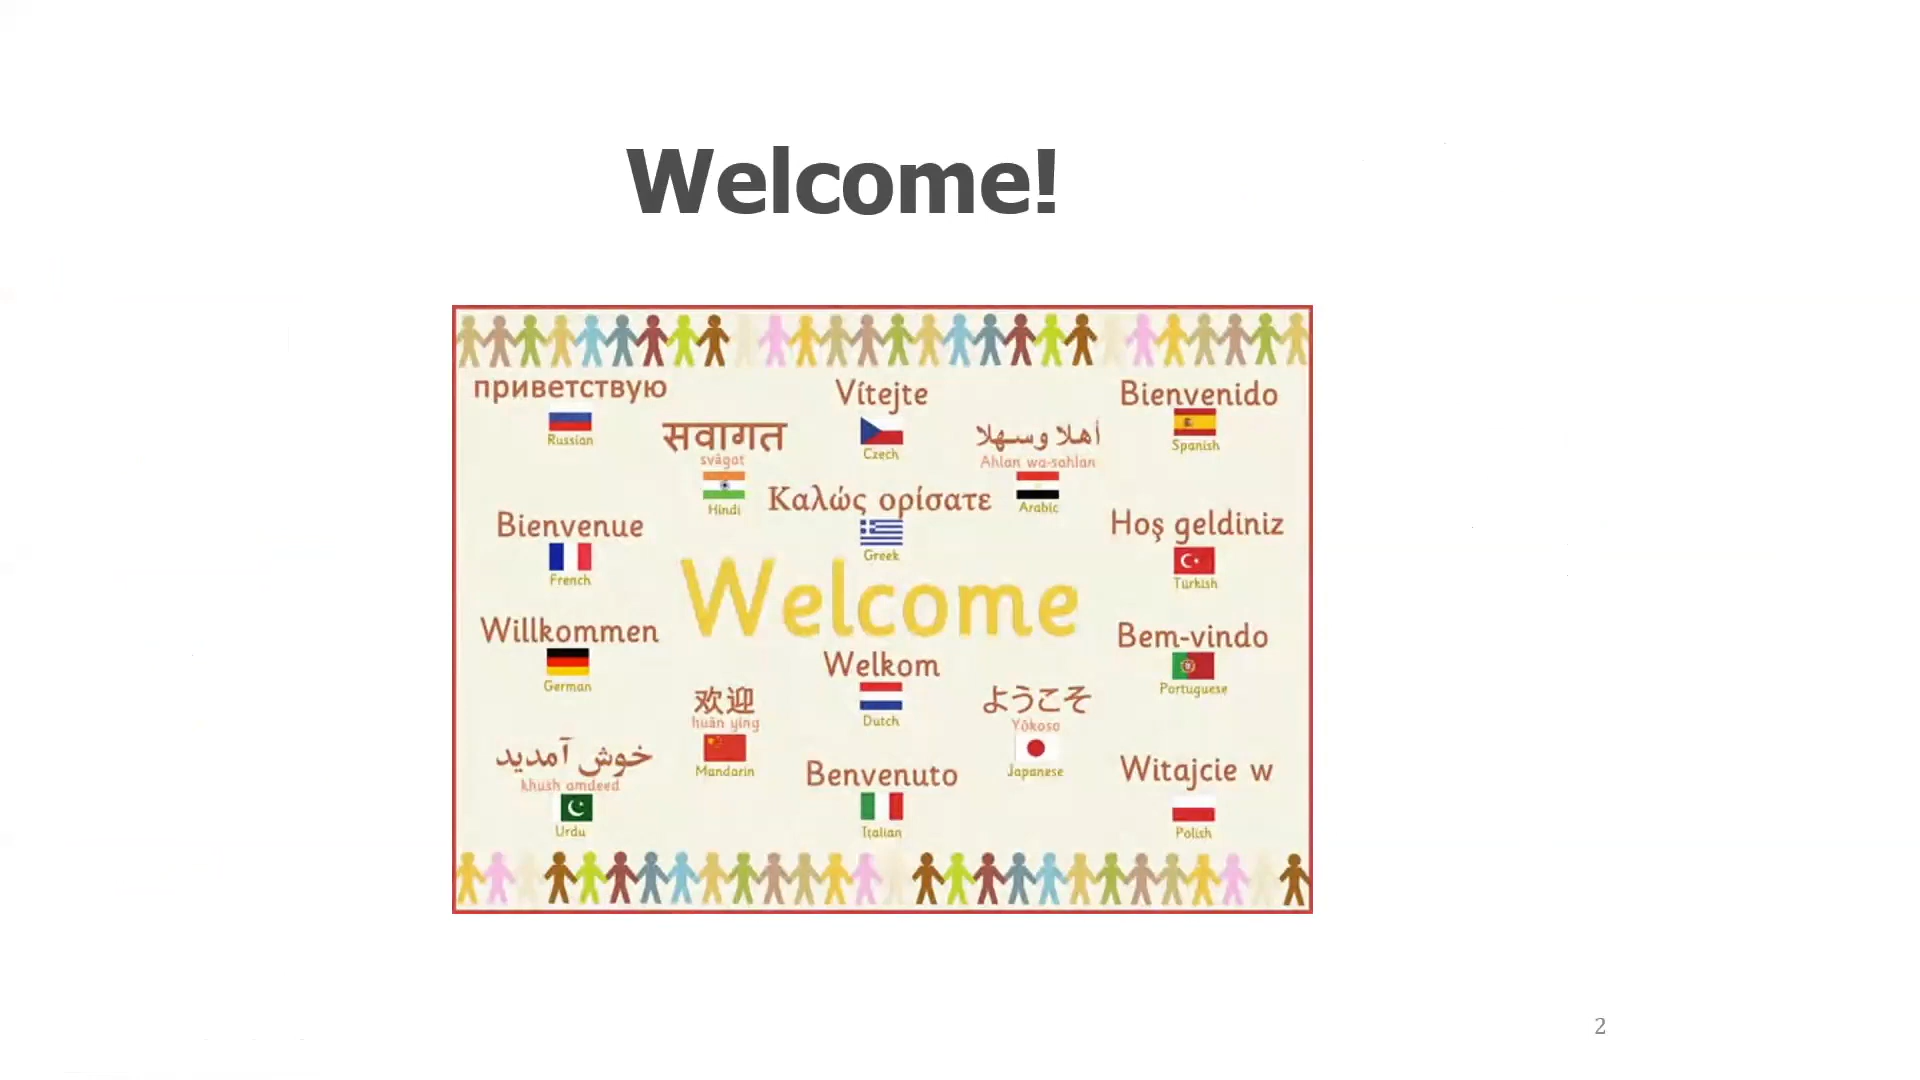 Welcome!
приветствую
Russian
सवागत
svāgat
Hindi
Vítejte
Czech
أهلا وسهلا
Ahlan wa-sahlan
Arabic
Bienvenido
Spanish
Καλώς ορίσατε
Greek
Bienvenue
French
Hoş geldiniz
Turkish
Welcome
Willkommen
German
Welkom
Dutch
Bem-vindo
Portuguese
欢迎
huān yíng
Mandarin
ようこそ
Yōkoso
Japanese
خوش آمدید
khush amdeed
Urdu
Benvenuto
Italian
Witajcie w
Polish
2